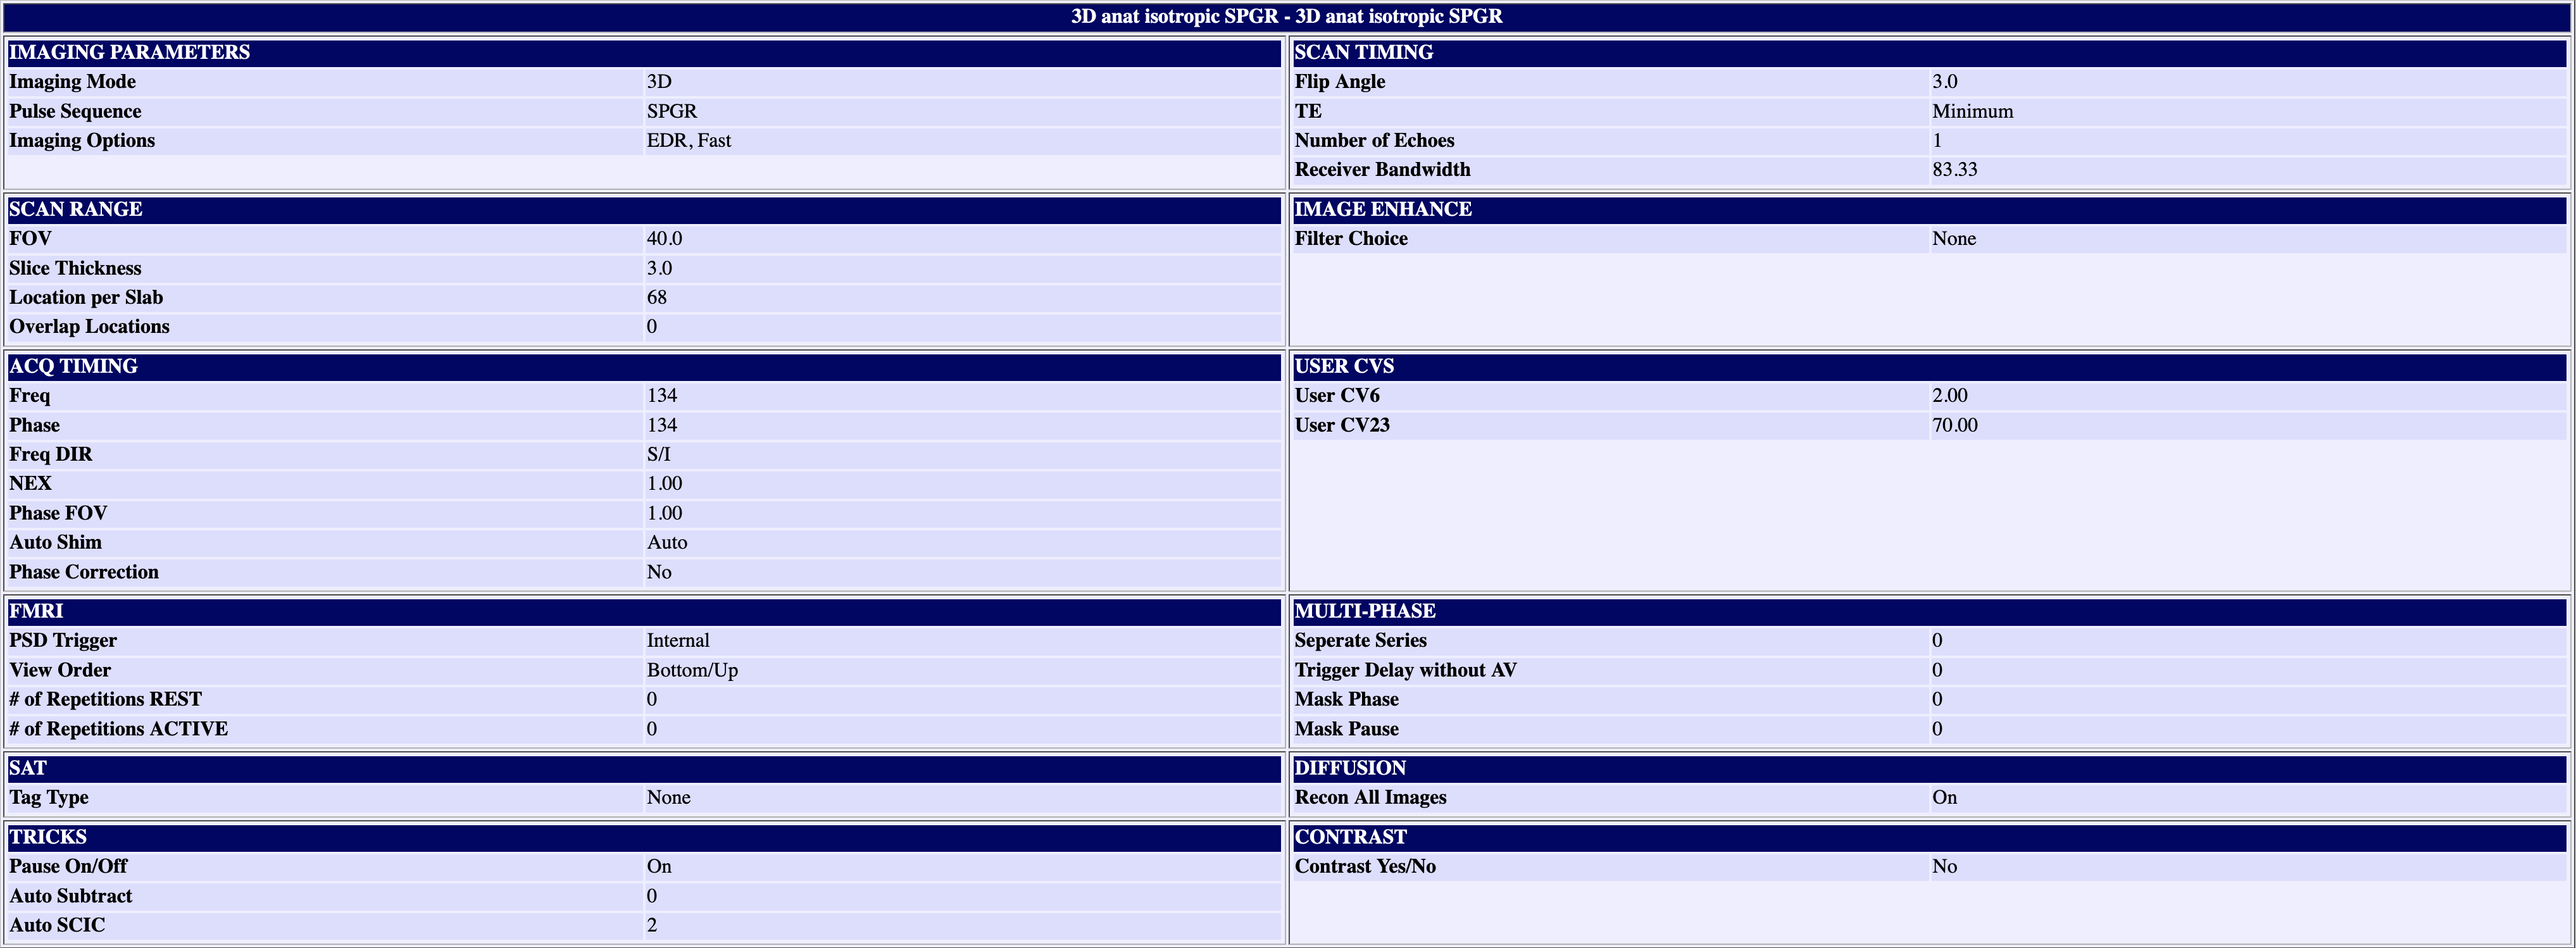 3D anat isotropic SPGR - 3D anat isotropic SPGR
IMAGING PARAMETERS
Imaging Mode 3D
Pulse Sequence SPGR
Imaging Options EDR, Fast
SCAN TIMING
Flip Angle 3.0
TE Minimum
Number of Echoes 1
Receiver Bandwidth 83.33
SCAN RANGE
FOV 40.0
Slice Thickness 3.0
Location per Slab 68
Overlap Locations 0
IMAGE ENHANCE
Filter Choice None
ACQ TIMING
Freq 134
Phase 134
Freq DIR S/I
NEX 1.00
Phase FOV 1.00
Auto Shim Auto
Phase Correction No
USER CVS
User CV6 2.00
User CV23 70.00
FMRI
PSD Trigger Internal
View Order Bottom/Up
# of Repetitions REST 0
# of Repetitions ACTIVE 0
MULTI-PHASE
Seperate Series 0
Trigger Delay without AV 0
Mask Phase 0
Mask Pause 0
SAT
Tag Type None
DIFFUSION
Recon All Images On
TRICKS
Pause On/Off On
Auto Subtract 0
Auto SCIC 2
CONTRAST
Contrast Yes/No No